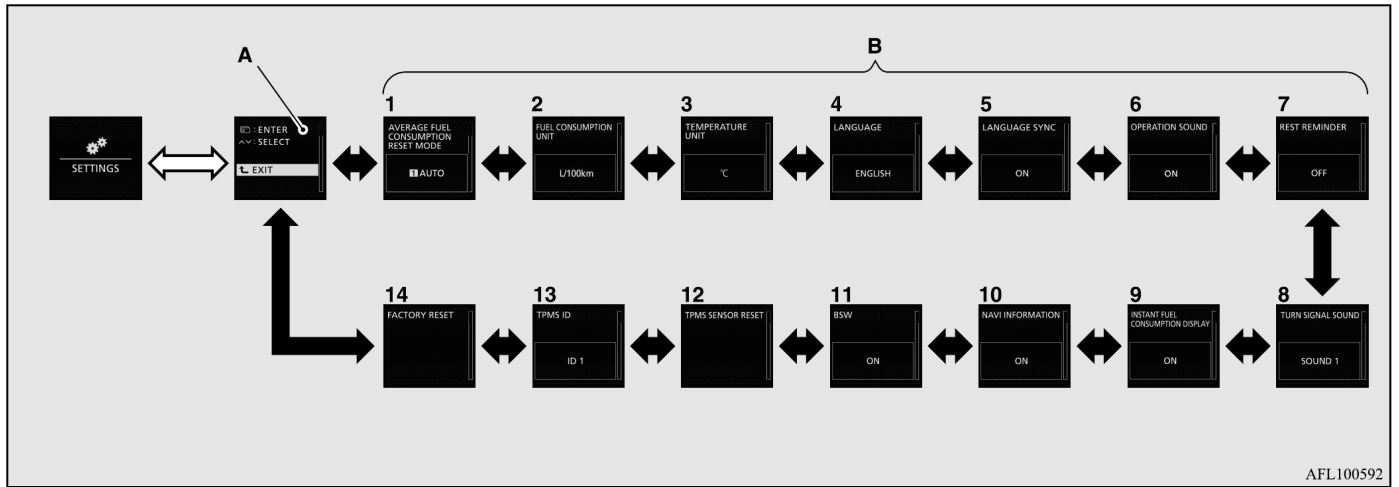 A
B
SETTINGS
: ENTER
: SELECT
EXIT
1
AVERAGE FUEL
CONSUMPTION
RESET MODE
1 AUTO
2
FUEL CONSUMPTION
UNIT
L/100km
3
TEMPERATURE
UNIT
℃
4
LANGUAGE
ENGLISH
5
LANGUAGE SYNC
ON
6
OPERATION SOUND
ON
7
REST REMINDER
OFF
14
FACTORY RESET
13
TPMS ID
ID 1
12
TPMS SENSOR RESET
11
BSW
ON
10
NAVI INFORMATION
ON
9
INSTANT FUEL
CONSUMPTION DISPLAY
ON
8
TURN SIGNAL SOUND
SOUND 1
AFL100592